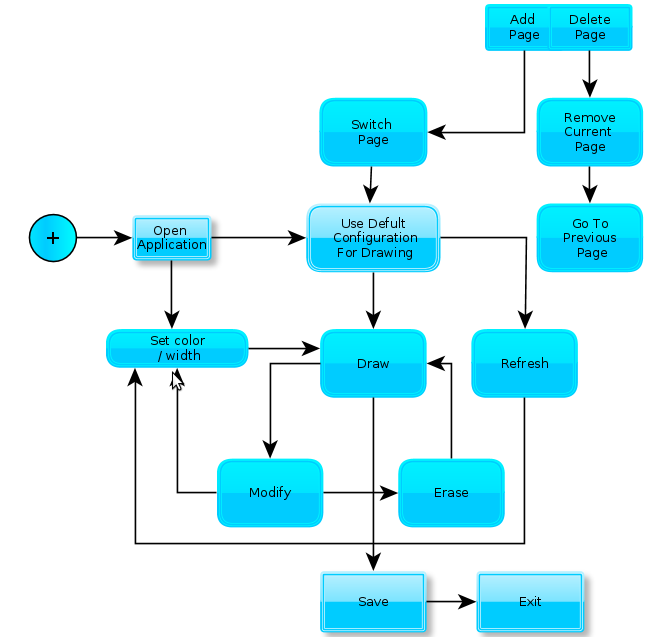 Add
Page
Delete
Page
Switch
Page
Remove
Current
Page
+
Open
Application
Use Defult
Configuration
For Drawing
Go To
Previous
Page
Set color
/ width
Draw
Refresh
Modify
Erase
Save
Exit